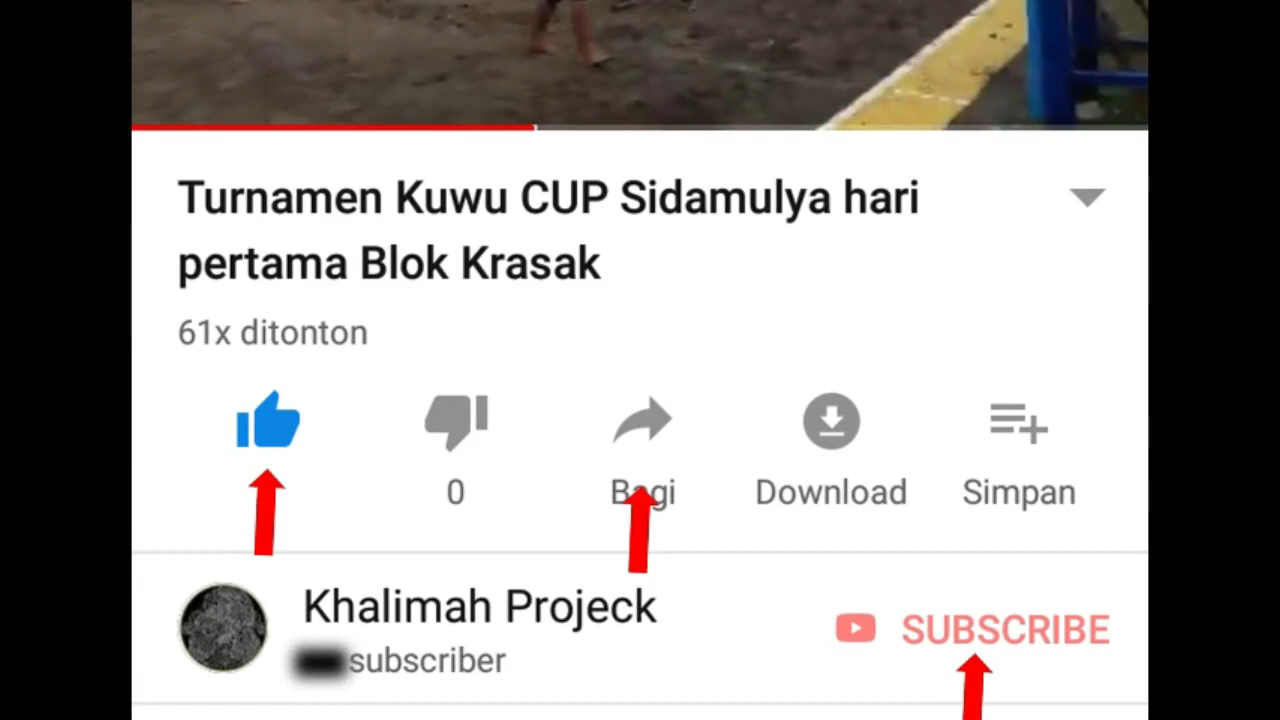 Turnamen Kuwu CUP Sidamulya hari
pertama Blok Krasak
61x ditonton
0 Bagi Download Simpan
Khalimah Projeck
subscriber
SUBSCRIBE